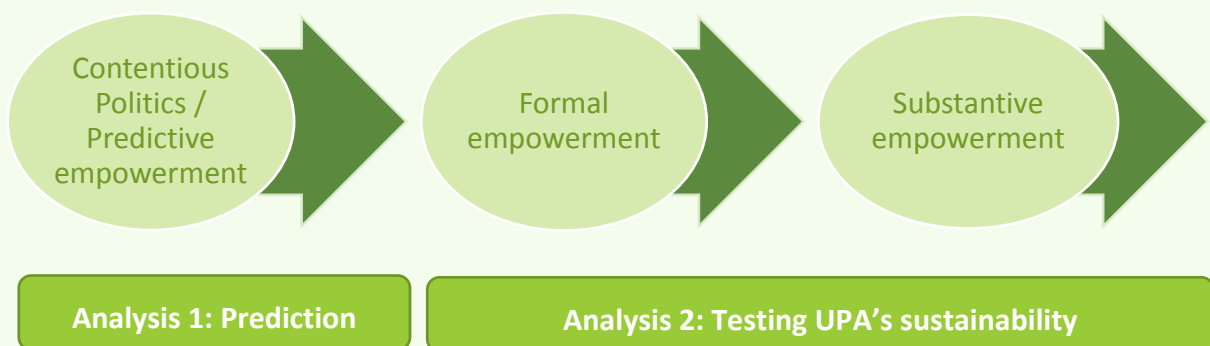 Contentious
Politics /
Predictive
empowerment
Formal
empowerment
Substantive
empowerment
Analysis 1: Prediction
Analysis 2: Testing UPA’s sustainability